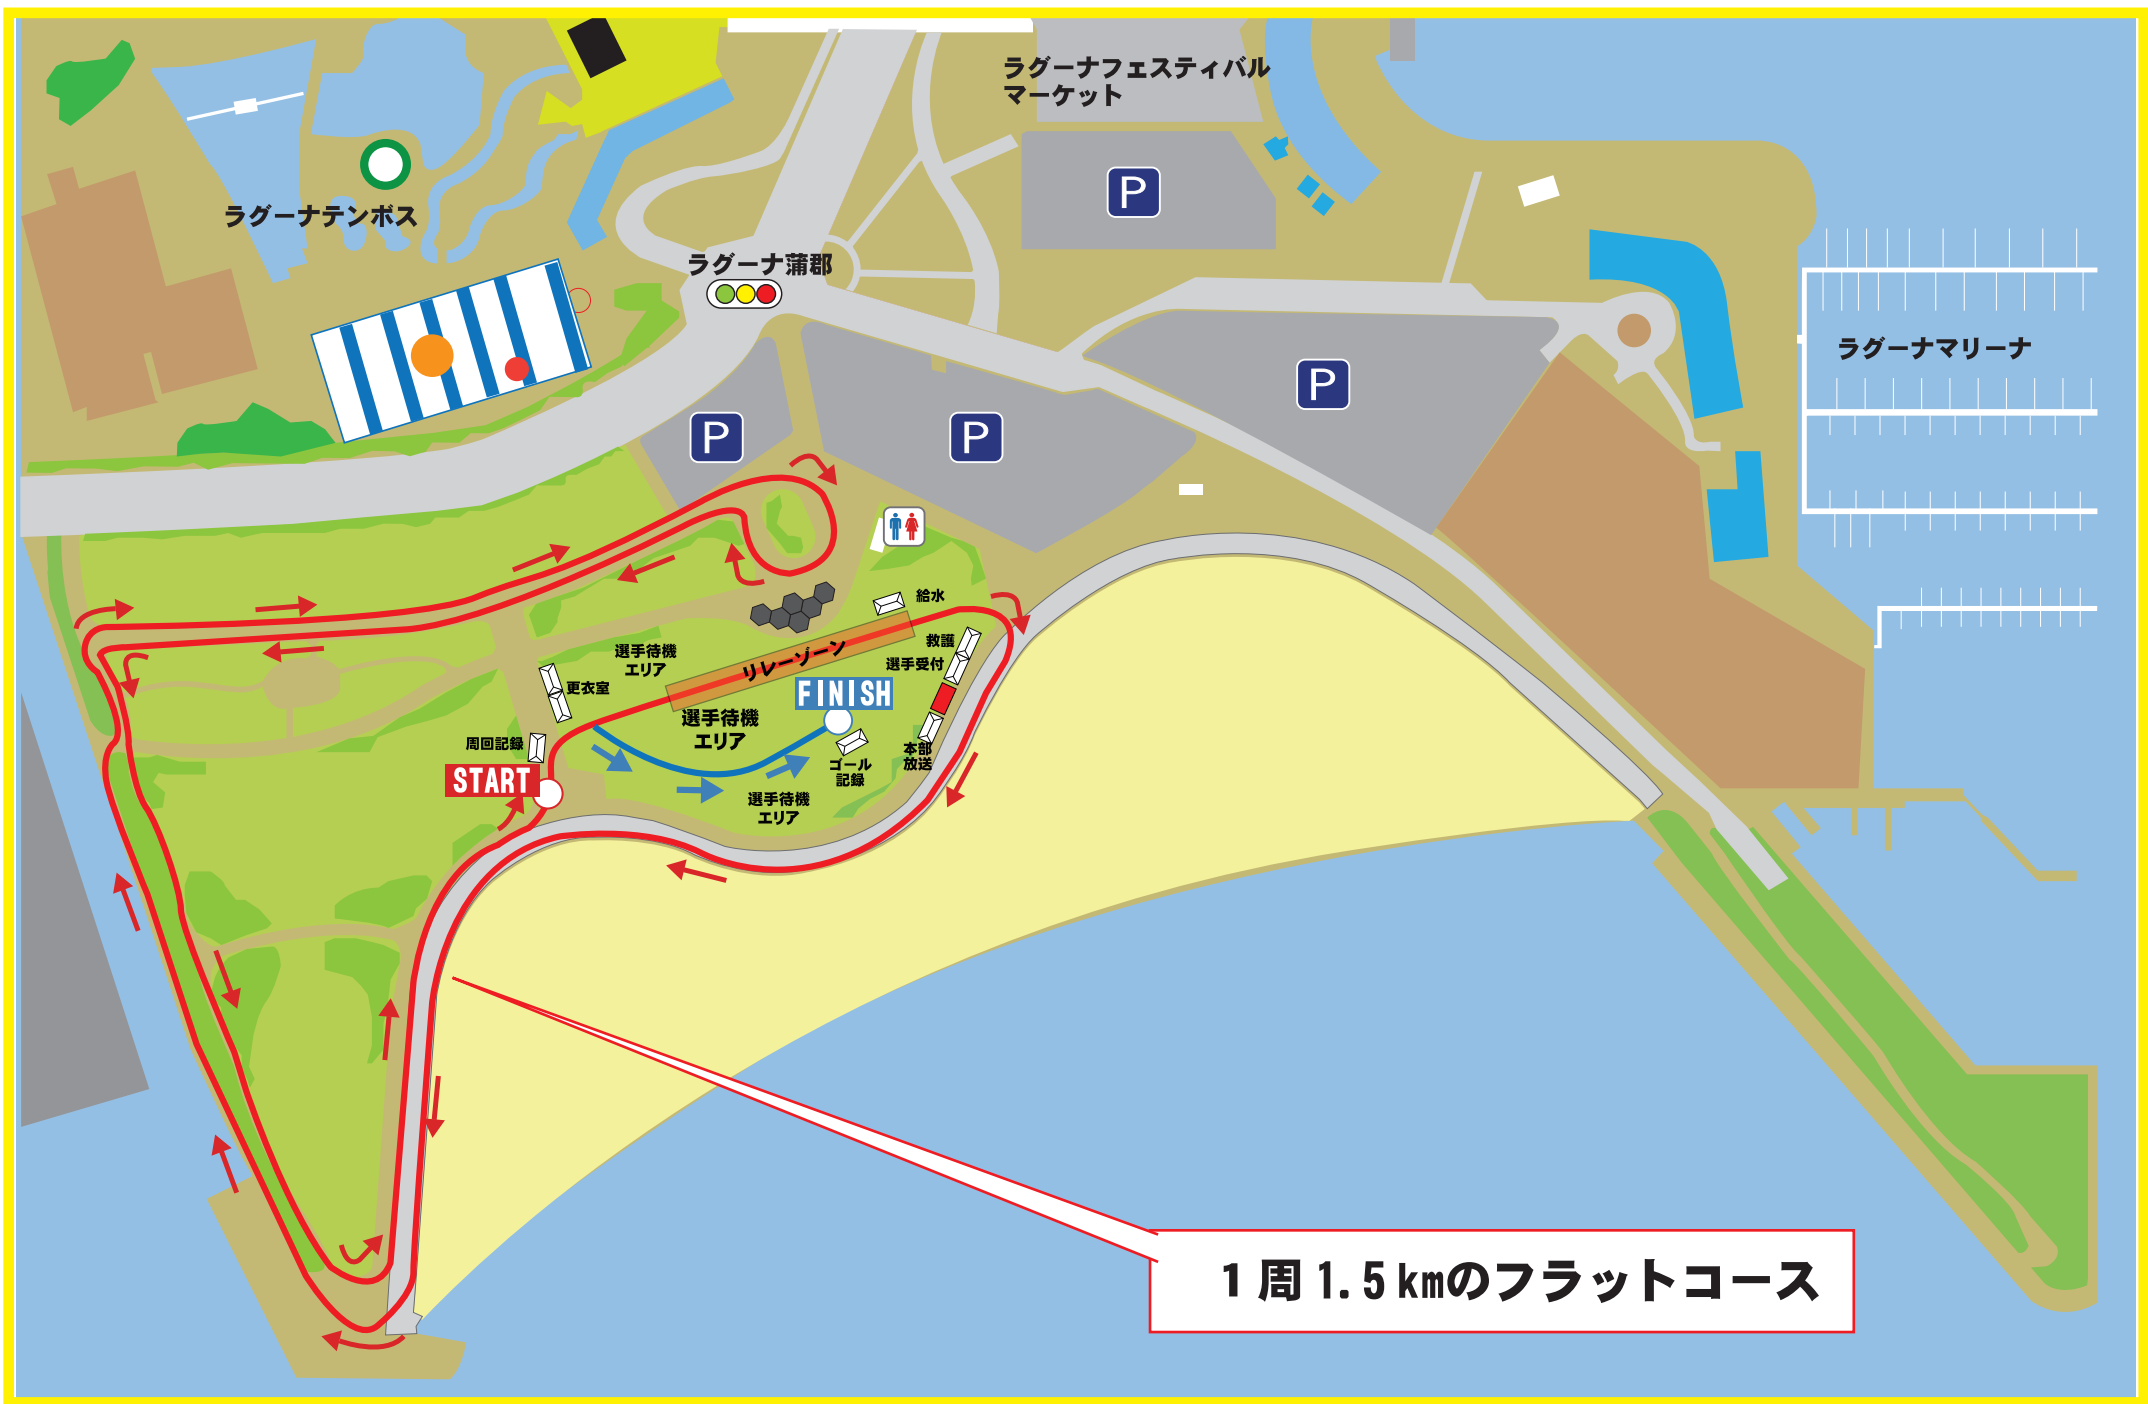 ラグーナフェスティバル
マーケット
P
ラグーナテンボス
ラグーナ蒲郡
ラグーナマリーナ
P
P
P
給水
救護
選手受付
選手待機
エリア
リレーゾーン
更衣室
FINISH
選手待機
エリア
周回記録
START
本部
放送
ゴール
記録
選手待機
エリア
1周1.5kmのフラットコース